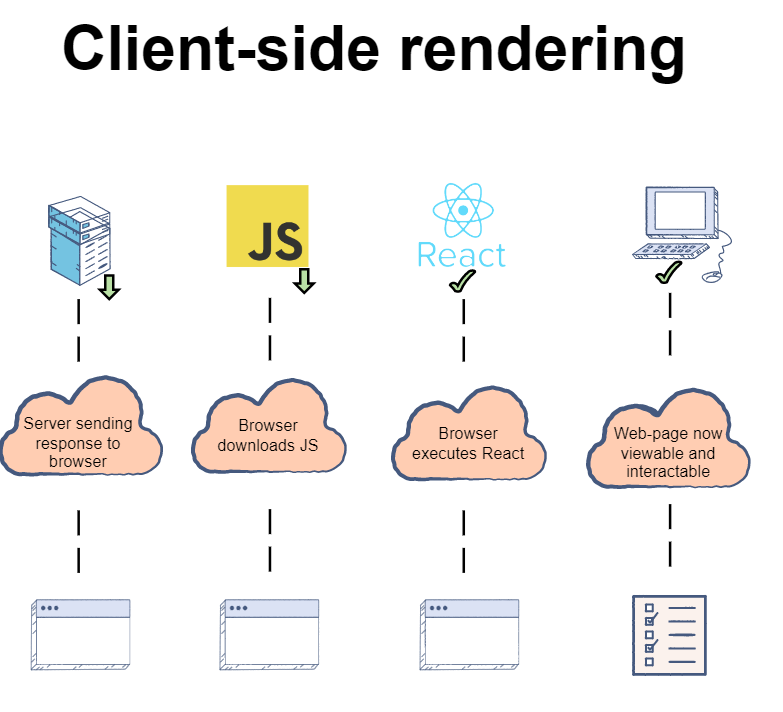 Client-side rendering
JS
React
Server sending
response to
browser
Browser
downloads JS
Browser
executes React
Web-page now
viewable and
interactable